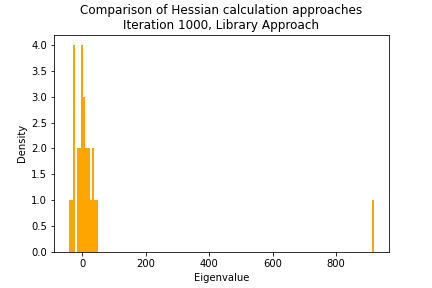 Comparison of Hessian calculation approaches
Iteration 1000, Library Approach
4.0
3.5
3.0
2.5
2.0
1.5
1.0
0.5
0.0
Density
0 200 400 600 800
Eigenvalue